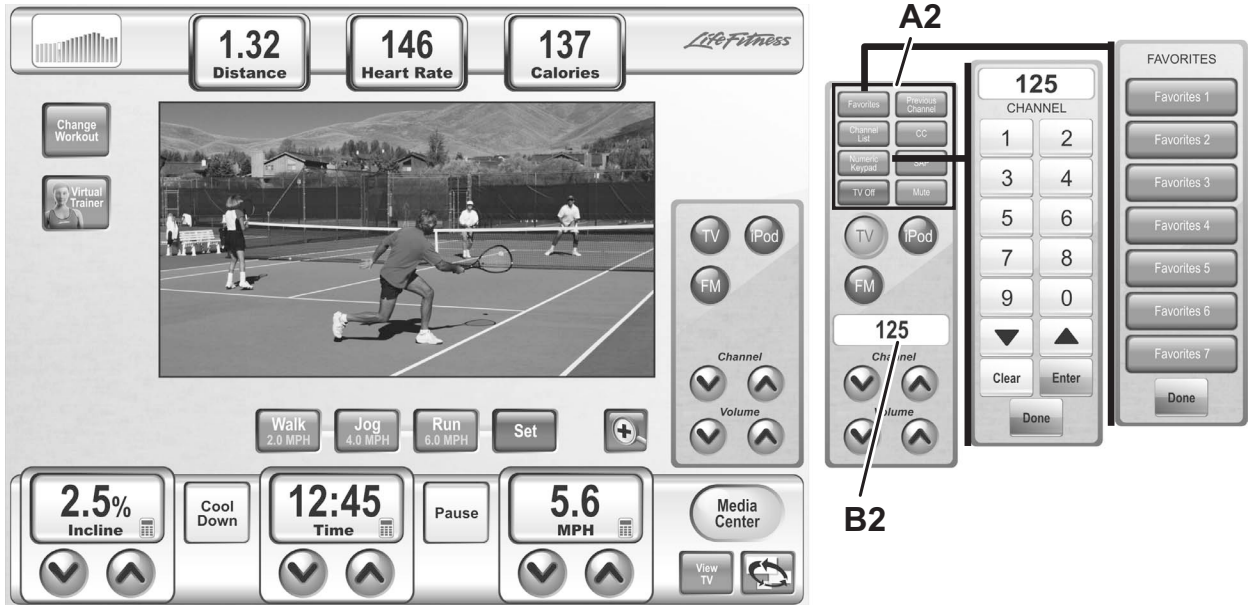 1.32
Distance
146
Heart Rate
137
Calories
LifeFitness
Change
Workout
Virtual
Trainer
TV
iPod
FM
Channel
Volume
Walk
2.0 MPH
Jog
4.0 MPH
Run
6.0 MPH
Set
2.5%
Incline
Cool
Down
12:45
Time
Pause
5.6
MPH
Media
Center
View
TV
A2
Favorites
Previous
Channel
Channel
List
CC
Numeric
Keypad
SAP
TV Off
Mute
TV
iPod
FM
125
Channel
Volume
B2
125
CHANNEL
1 2
3 4
5 6
7 8
9 0
Clear
Enter
Done
FAVORITES
Favorites 1
Favorites 2
Favorites 3
Favorites 4
Favorites 5
Favorites 6
Favorites 7
Done